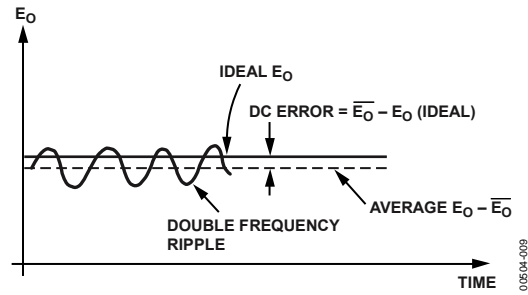 E_O
IDEAL E_O
DC ERROR = E̅_O̅ – E_O (IDEAL)
AVERAGE E_O – E̅_O̅
DOUBLE FREQUENCY
RIPPLE
TIME
00504-009